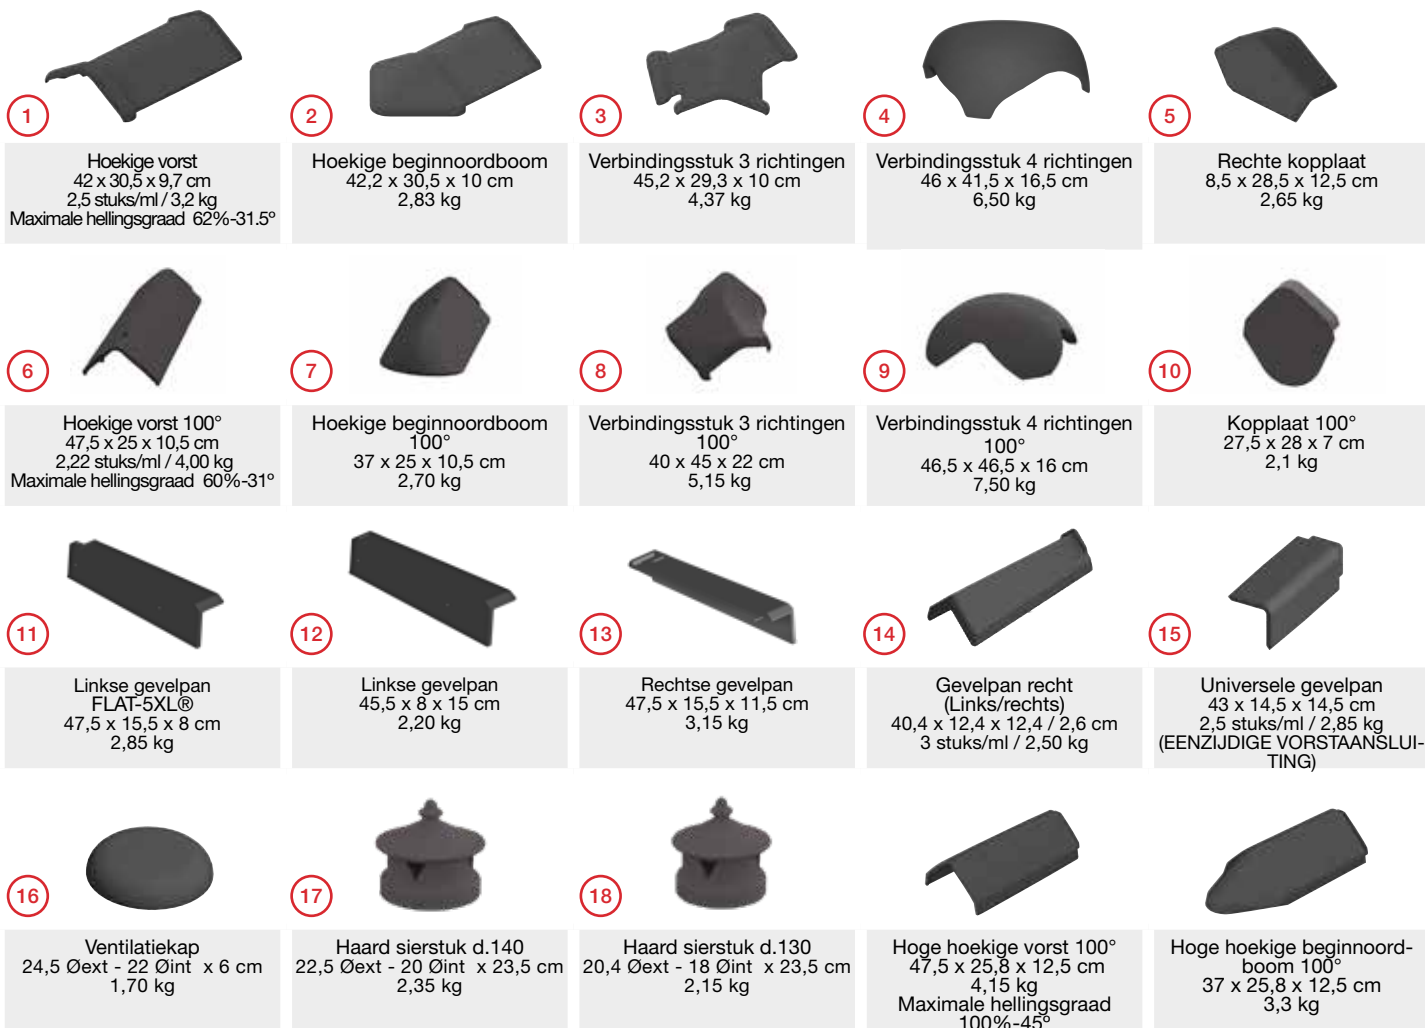 1
Hoekige vorst
42 x 30,5 x 9,7 cm
2,5 stuks/ml / 3,2 kg
Maximale hellingsgraad 62%-31.5º
2
Hoekige beginnoordboom
42,2 x 30,5 x 10 cm
2,83 kg
3
Verbindingsstuk 3 richtingen
45,2 x 29,3 x 10 cm
4,37 kg
4
Verbindingsstuk 4 richtingen
46 x 41,5 x 16,5 cm
6,50 kg
5
Rechte kopplaat
8,5 x 28,5 x 12,5 cm
2,65 kg
6
Hoekige vorst 100°
47,5 x 25 x 10,5 cm
2,22 stuks/ml / 4,00 kg
Maximale hellingsgraad 60%-31º
7
Hoekige beginnoordboom
100°
37 x 25 x 10,5 cm
2,70 kg
8
Verbindingsstuk 3 richtingen
100°
40 x 45 x 22 cm
5,15 kg
9
Verbindingsstuk 4 richtingen
100°
46,5 x 46,5 x 16 cm
7,50 kg
10
Kopplaat 100°
27,5 x 28 x 7 cm
2,1 kg
11
Linkse gevelpan
FLAT-5XL®
47,5 x 15,5 x 8 cm
2,85 kg
12
Linkse gevelpan
45,5 x 8 x 15 cm
2,20 kg
13
Rechtse gevelpan
47,5 x 15,5 x 11,5 cm
3,15 kg
14
Gevelpan recht
(Links/rechts)
40,4 x 12,4 x 12,4 / 2,6 cm
3 stuks/ml / 2,50 kg
15
Universele gevelpan
43 x 14,5 x 14,5 cm
2,5 stuks/ml / 2,85 kg
(EENZIJDIGE VORSTAANSLUI-
TING)
16
Ventilatiekap
24,5 Øext - 22 Øint x 6 cm
1,70 kg
17
Haard sierstuk d.140
22,5 Øext - 20 Øint x 23,5 cm
2,35 kg
18
Haard sierstuk d.130
20,4 Øext - 18 Øint x 23,5 cm
2,15 kg
Hoge hoekige vorst 100°
47,5 x 25,8 x 12,5 cm
4,15 kg
Maximale hellingsgraad
100%-45º
Hoge hoekige beginnoord-
boom 100°
37 x 25,8 x 12,5 cm
3,3 kg